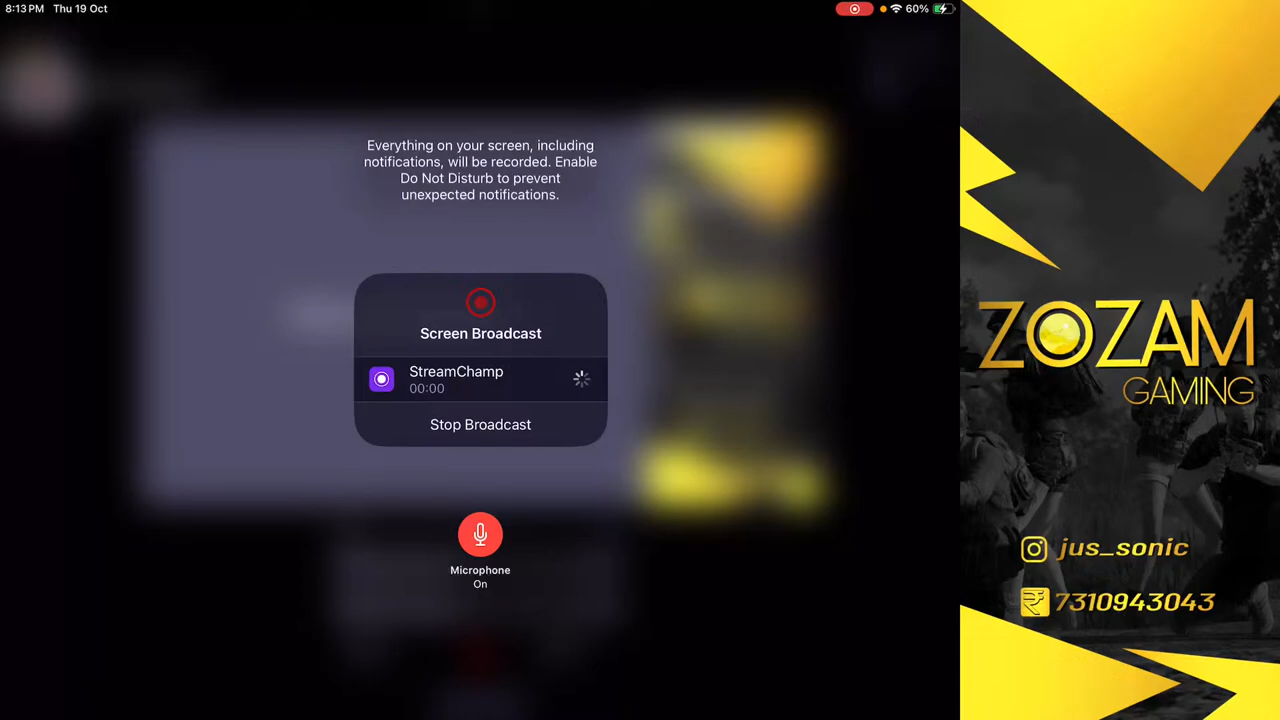 8:13 PM Thu 19 Oct
60%
Everything on your screen, including
notifications, will be recorded. Enable
Do Not Disturb to prevent
unexpected notifications.
Screen Broadcast
StreamChamp
00:00
Stop Broadcast
Microphone
On
ZOZAM
GAMING
jus_sonic
₹ 7310943043